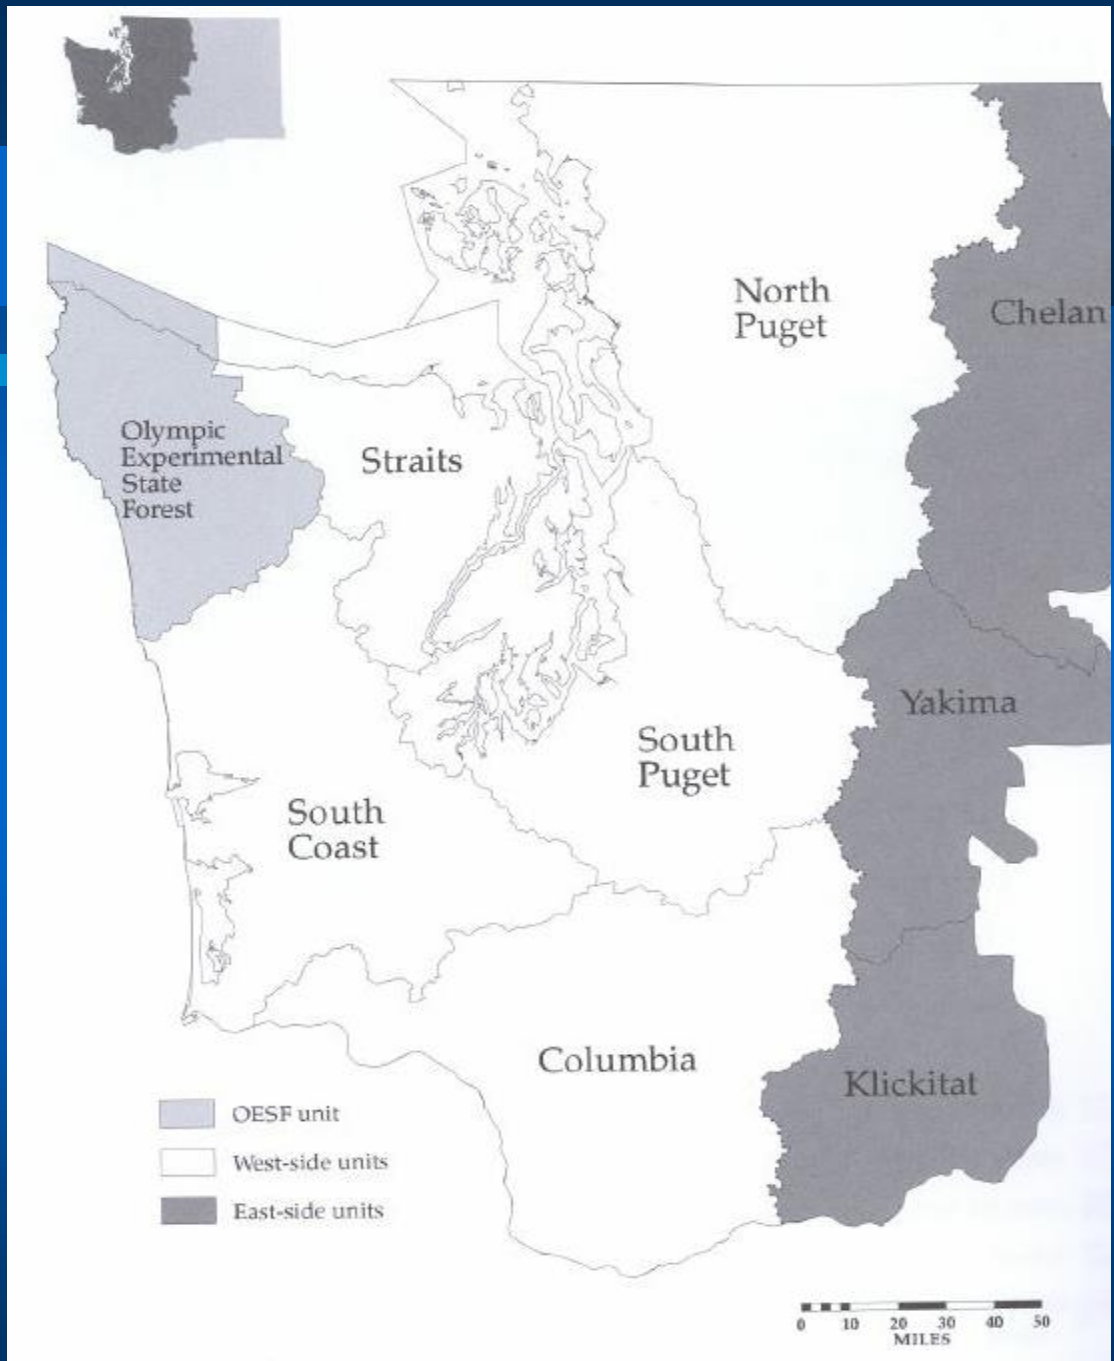 North
Puget
Chelan
Olympic
Experimental
State
Forest
Straits
Yakima
South
Puget
South
Coast
Columbia
Klickitat
OESF unit
West-side units
East-side units
0 10 20 30 40 50
MILES